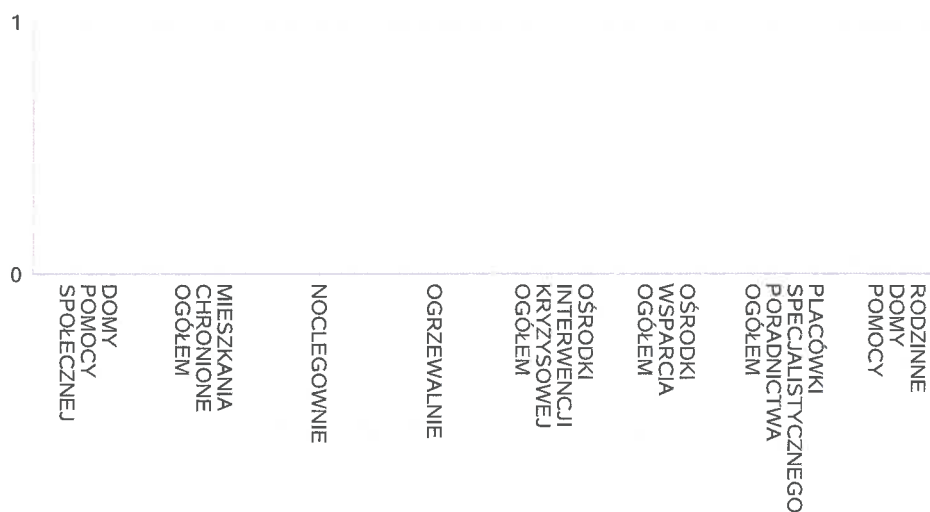 1
0
DOMY
POMOCY
SPOŁECZNEJ
MIESZKANIA
CHRONIONE
OGÓŁEM
NOCLEGOWNIE
OGRZEWALNIE
OŚRODKI
INTERWENCJI
KRYZYSOWEJ
OGÓŁEM
OŚRODKI
WSPARCIA
OGÓŁEM
PLACÓWKI
SPECJALISTYCZNEGO
PORADNICTWA
OGÓŁEM
RODZINNE
DOMY
POMOCY